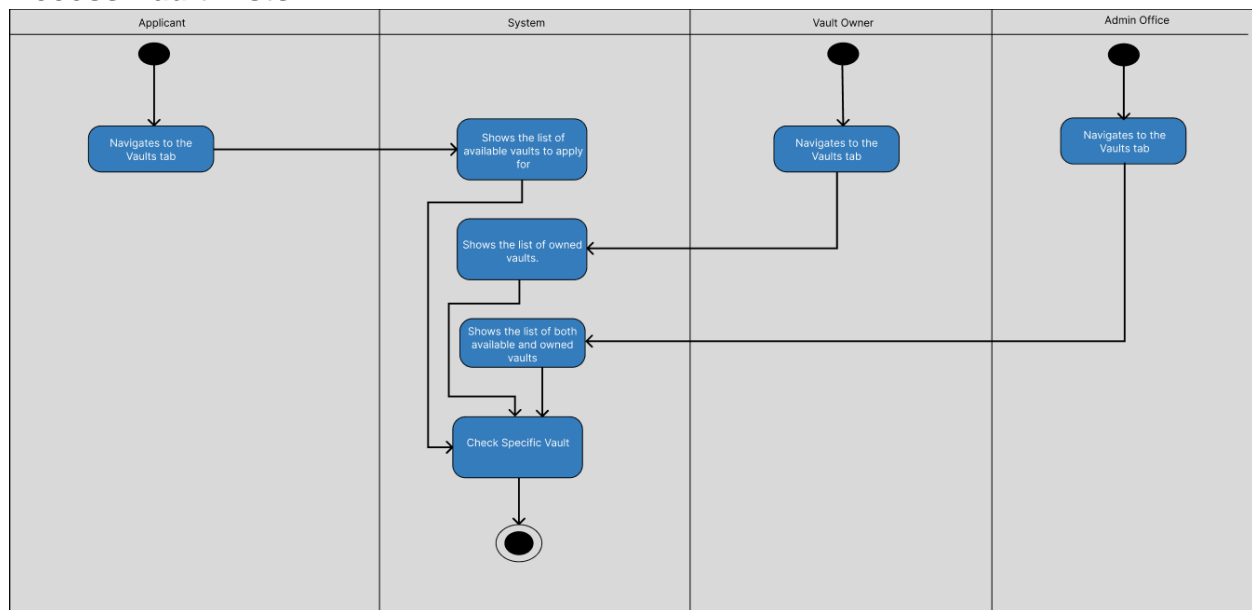 Applicant
System
Vault Owner
Admin Office
Navigates to the
Vaults tab
Shows the list of
available vaults to apply
for
Navigates to the
Vaults tab
Navigates to the
Vaults tab
Shows the list of owned
vaults.
Shows the list of both
available and owned
vaults
Check Specific Vault